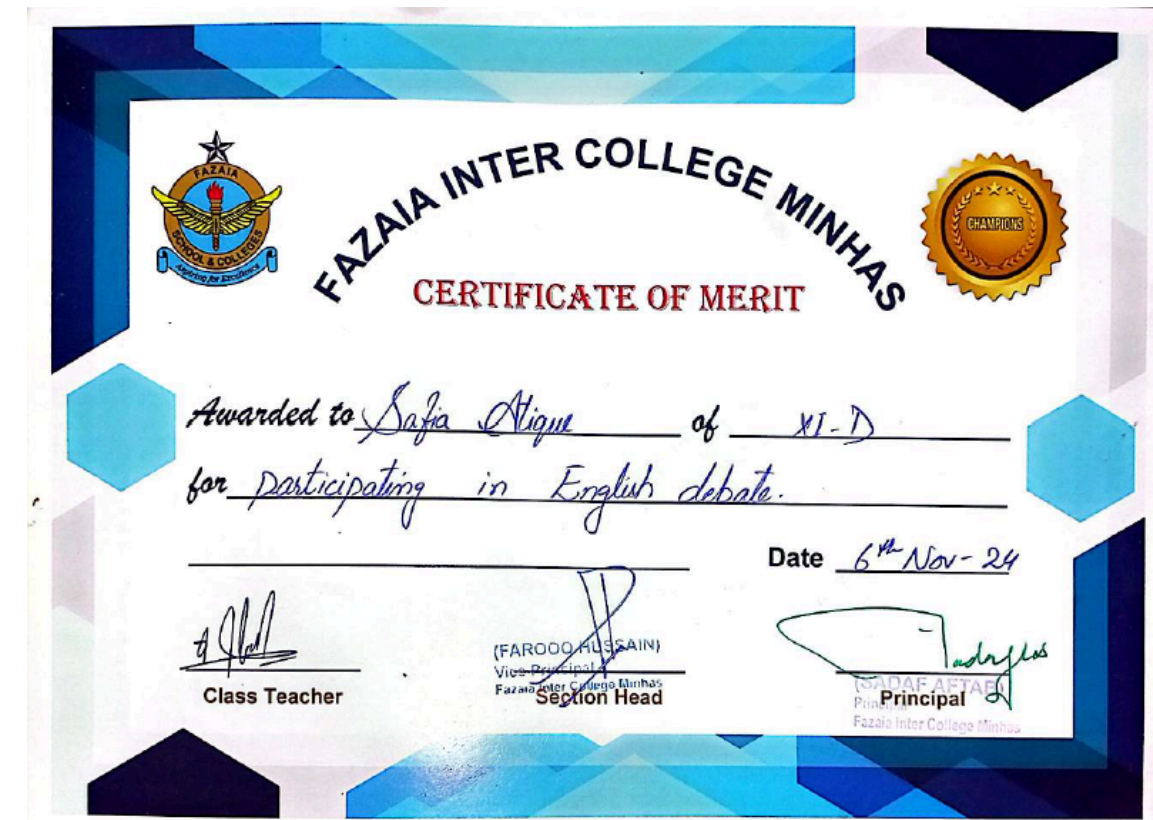 FAZAIA
SCHOOL & COLLEGES
Aspiring for Excellence
FAZAIA INTER COLLEGE MINHAS
CHAMPIONS
CERTIFICATE OF MERIT
Awarded to Safia Atique of XI-D
for participating in English debate.
Date 6th Nov-24
(FAROOQ HUSSAIN)
Vice Principal
Fazaia Inter College Minhas
Class Teacher
Section Head
(SADAF AFTAB)
Principal
Principal
Fazaia Inter College Minhas